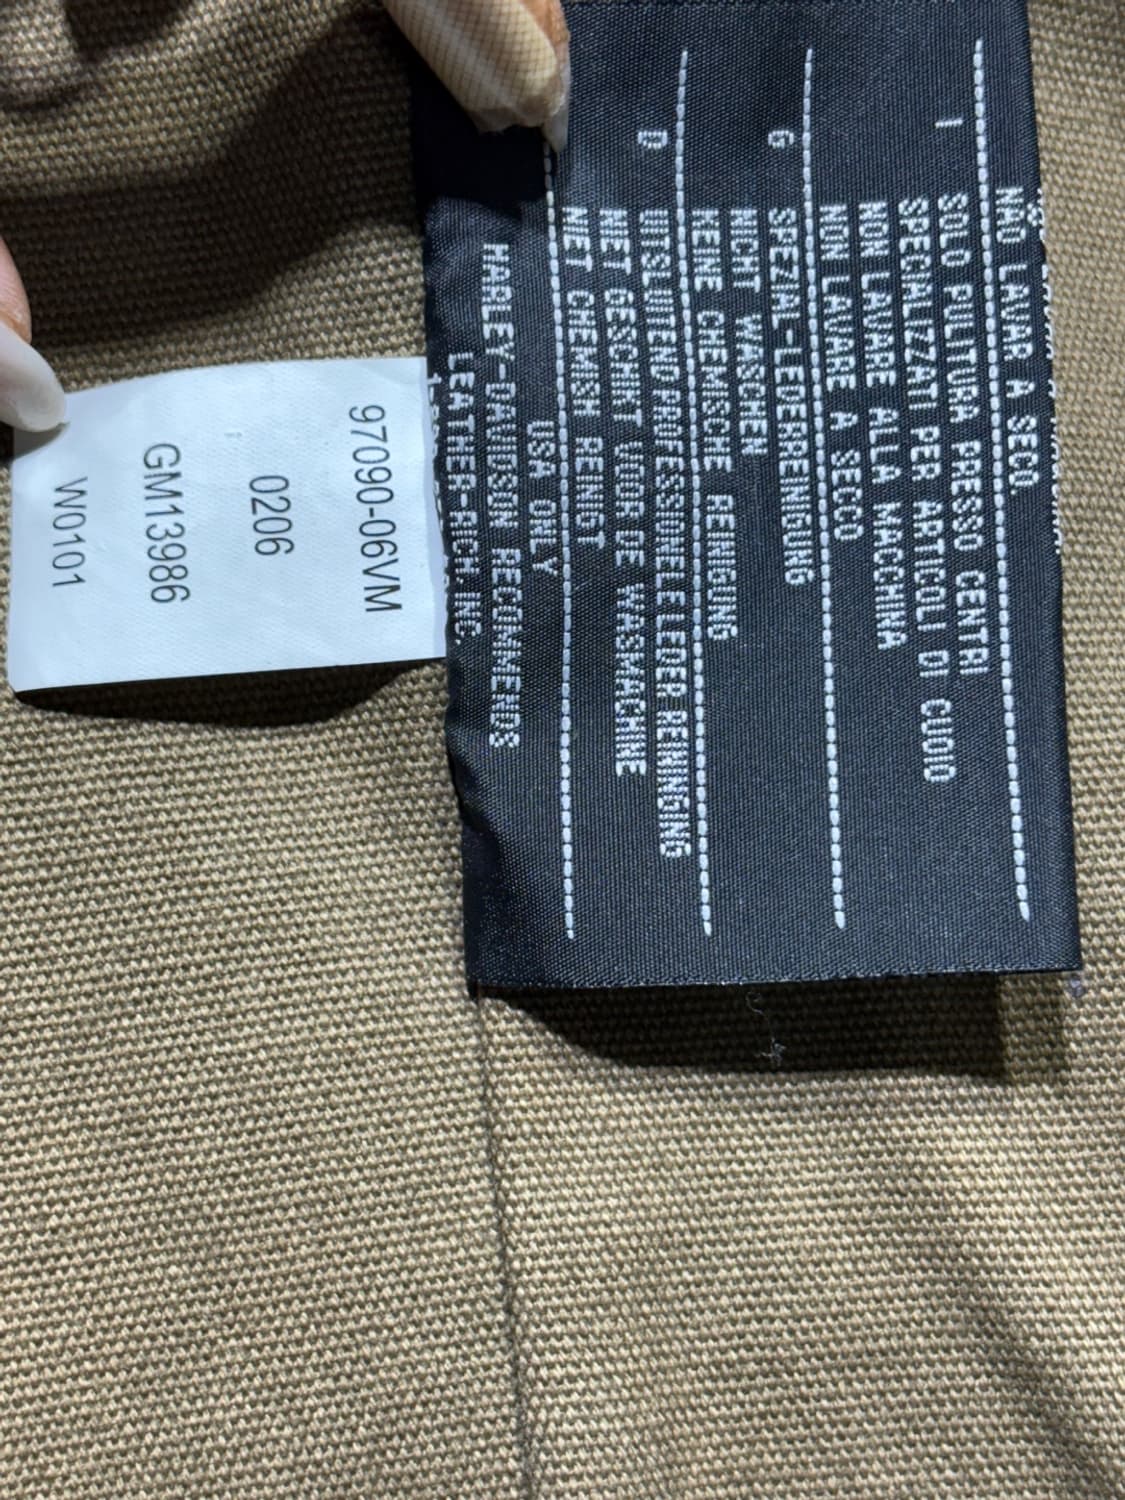 NÃO LAVAR A SECO.
I
SOLO PULITURA PRESSO CENTRI
SPECIALIZZATI PER ARTICOLI DI CUOIO
NON LAVARE ALLA MACCHINA
NON LAVARE A SECCO
G
SPEZIAL-LEDERREINIGUNG
NICHT WASCHEN
KEINE CHEMISCHE REINIGUNG
D
UITSLUITEND PROFESSIONELE LEDER REININGING
NIET GESCHIKT VOOR DE WASMACHINE
NIET CHEMISH REINIGT
USA ONLY
HARLEY-DAVIDSON RECOMMENDS
LEATHER-RICH, INC.
97090-06VM
0206
GM13986
W0101